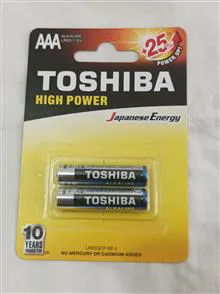 AAA
ALKALINE
LR03/1.5V
+25%
TOSHIBA
HIGH POWER
Japanese Energy
TOSHIBA
ALKALINE
TOSHIBA
ALKALINE
10
YEARS
POWER FOR
LR03GCP BP-2
NO MERCURY OR CADMIUM ADDED